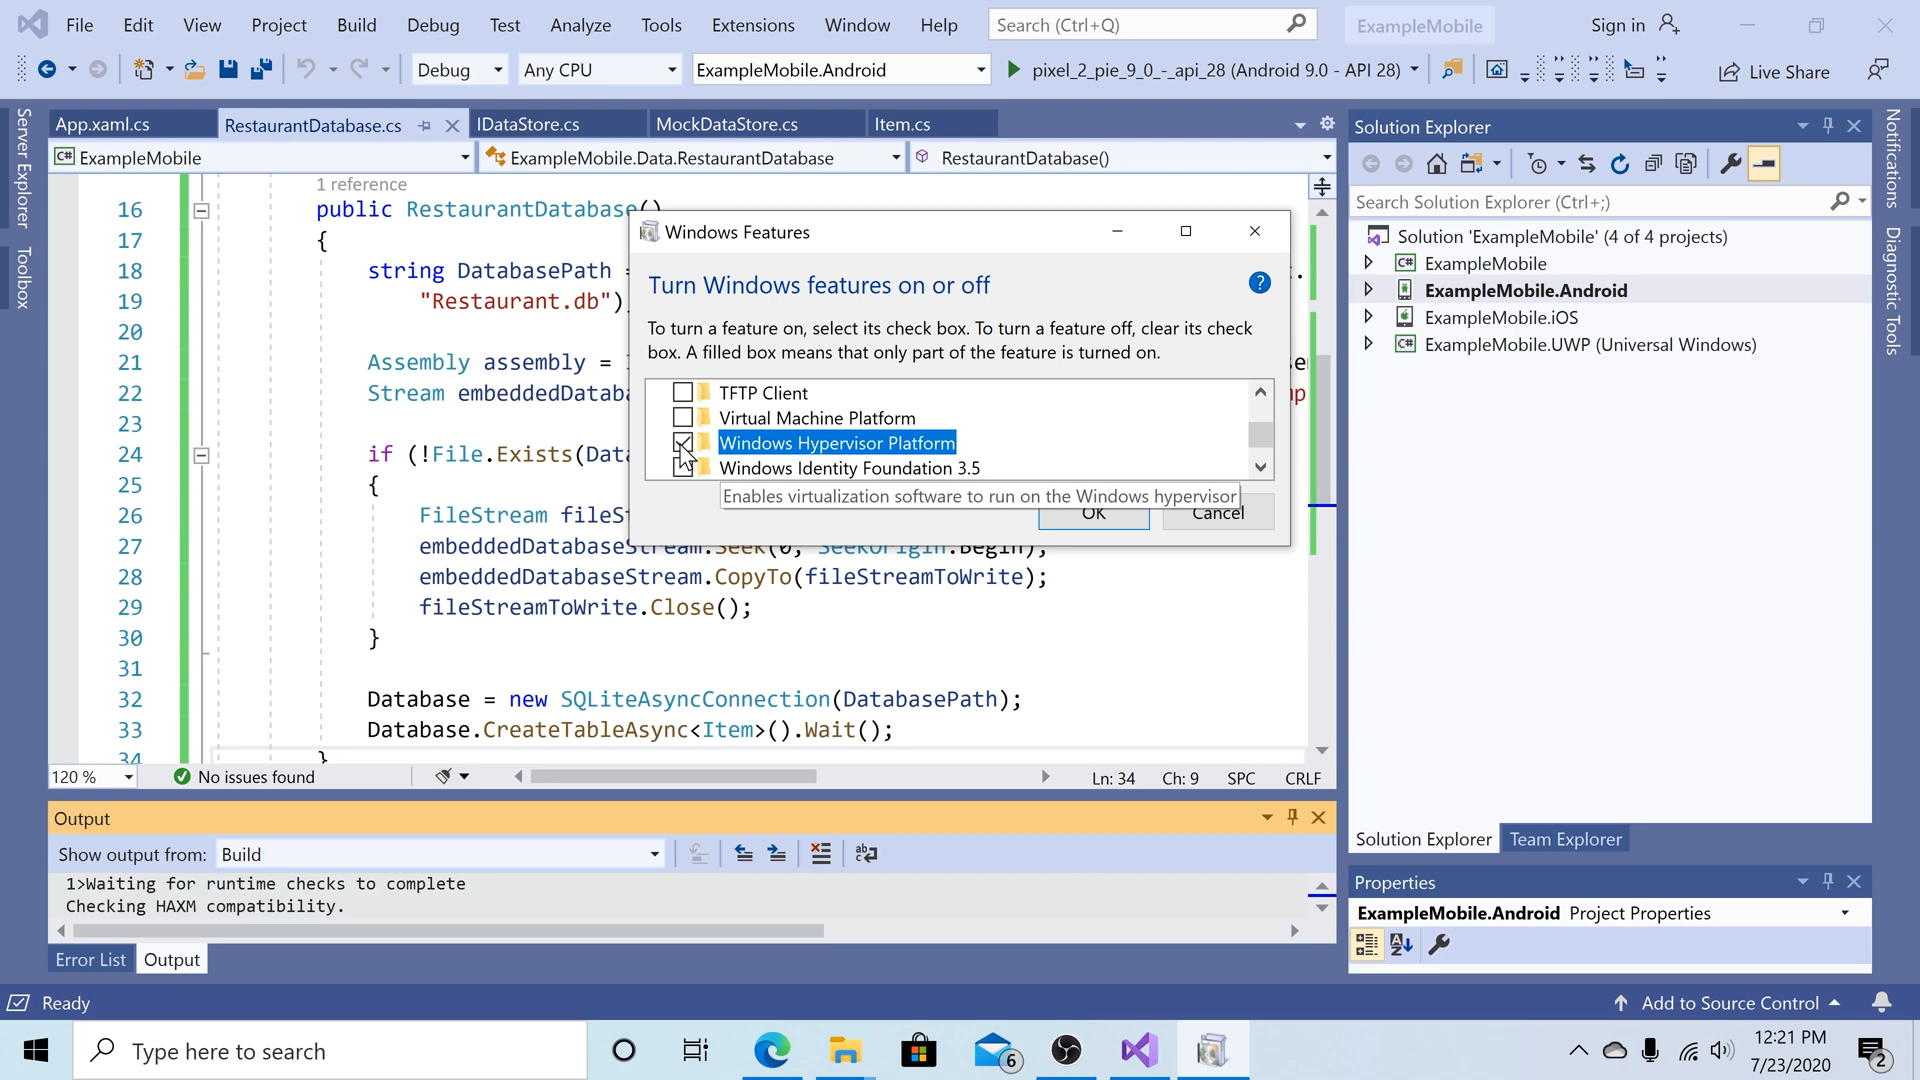 File Edit View Project Build Debug Test Analyze Tools Extensions Window Help Search (Ctrl+Q) ExampleMobile Sign in
Debug Any CPU ExampleMobile.Android pixel_2_pie_9_0_-_api_28 (Android 9.0 - API 28) Live Share
Server Explorer
Toolbox
App.xaml.cs RestaurantDatabase.cs IDataStore.cs MockDataStore.cs Item.cs
C# ExampleMobile ExampleMobile.Data.RestaurantDatabase RestaurantDatabase()
1 reference
16 public RestaurantDatabase()
17 {
18 string DatabasePath =
19 "Restaurant.db")
20
21 Assembly assembly =
22 Stream embeddedDataba
23
24 if (!File.Exists(Data
25 {
26 FileStream fileSt
27 embeddedDatabaseStream.Seek(0, SeekOrigin.Begin);
28 embeddedDatabaseStream.CopyTo(fileStreamToWrite);
29 fileStreamToWrite.Close();
30 }
31
32 Database = new SQLiteAsyncConnection(DatabasePath);
33 Database.CreateTableAsync<Item>().Wait();
34 }
120 % No issues found Ln: 34 Ch: 9 SPC CRLF
Windows Features
Turn Windows features on or off
To turn a feature on, select its check box. To turn a feature off, clear its check
box. A filled box means that only part of the feature is turned on.
TFTP Client
Virtual Machine Platform
Windows Hypervisor Platform
Windows Identity Foundation 3.5
Enables virtualization software to run on the Windows hypervisor
OK Cancel
Output
Show output from: Build
1>Waiting for runtime checks to complete
Checking HAXM compatibility.
Error List Output
Solution Explorer
Search Solution Explorer (Ctrl+;)
Solution 'ExampleMobile' (4 of 4 projects)
C# ExampleMobile
ExampleMobile.Android
ExampleMobile.iOS
C# ExampleMobile.UWP (Universal Windows)
Solution Explorer Team Explorer
Properties
ExampleMobile.Android Project Properties
Notifications
Diagnostic Tools
Ready Add to Source Control
Type here to search 6 12:21 PM
7/23/2020 2